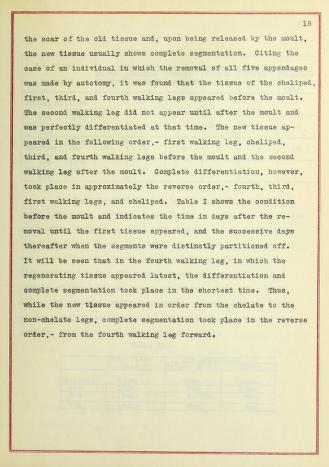 18
the scar of the old tissue and, upon being released by the moult,
the new tissue usually shows complete segmentation. Citing the
case of an individual in which the removal of all five appendages
was made by autotomy, it was found that the tissue of the cheliped,
first, third, and fourth walking legs appeared before the moult.
The second walking leg did not appear until after the moult and
was perfectly differentiated at that time. The new tissue ap-
peared in the following order,- first walking leg, cheliped,
third, and fourth walking legs before the moult and the second
walking leg after the moult. Complete differentiation, however,
took place in approximately the reverse order,- fourth, third,
first walking legs, and cheliped. Table I shows the condition
before the moult and indicates the time in days after the re-
moval until the first tissue appeared, and the successive days
thereafter when the segments were distinctly partitioned off.
It will be seen that in the fourth walking leg, in which the
regenerating tissue appeared latest, the differentiation and
complete segmentation took place in the shortest time. Thus,
while the new tissue appeared in order from the chelate to the
non-chelate legs, complete segmentation took place in the reverse
order,- from the fourth walking leg forward.